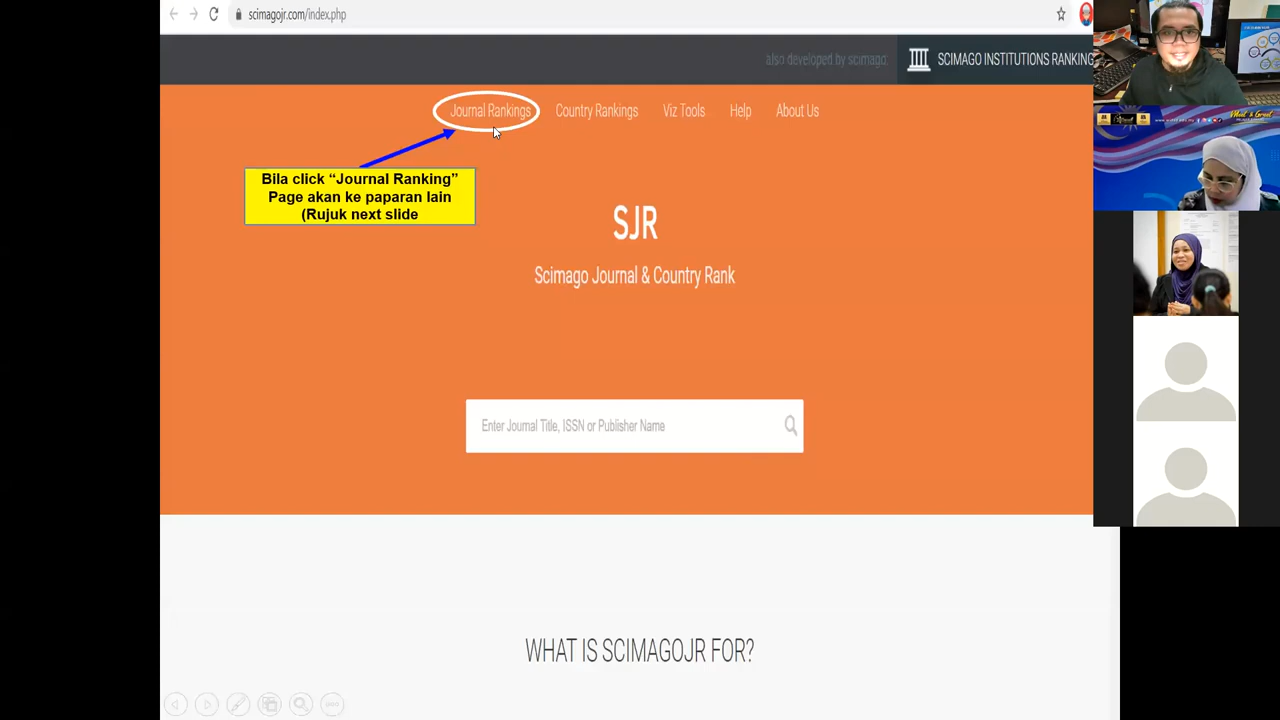 scimagojr.com/index.php
also developed by scimago:
SCIMAGO INSTITUTIONS RANKING
Journal Rankings
Country Rankings
Viz Tools
Help
About Us
Bila click “Journal Ranking”
Page akan ke paparan lain
(Rujuk next slide
SJR
Scimago Journal & Country Rank
Enter Journal Title, ISSN or Publisher Name
WHAT IS SCIMAGOJR FOR?